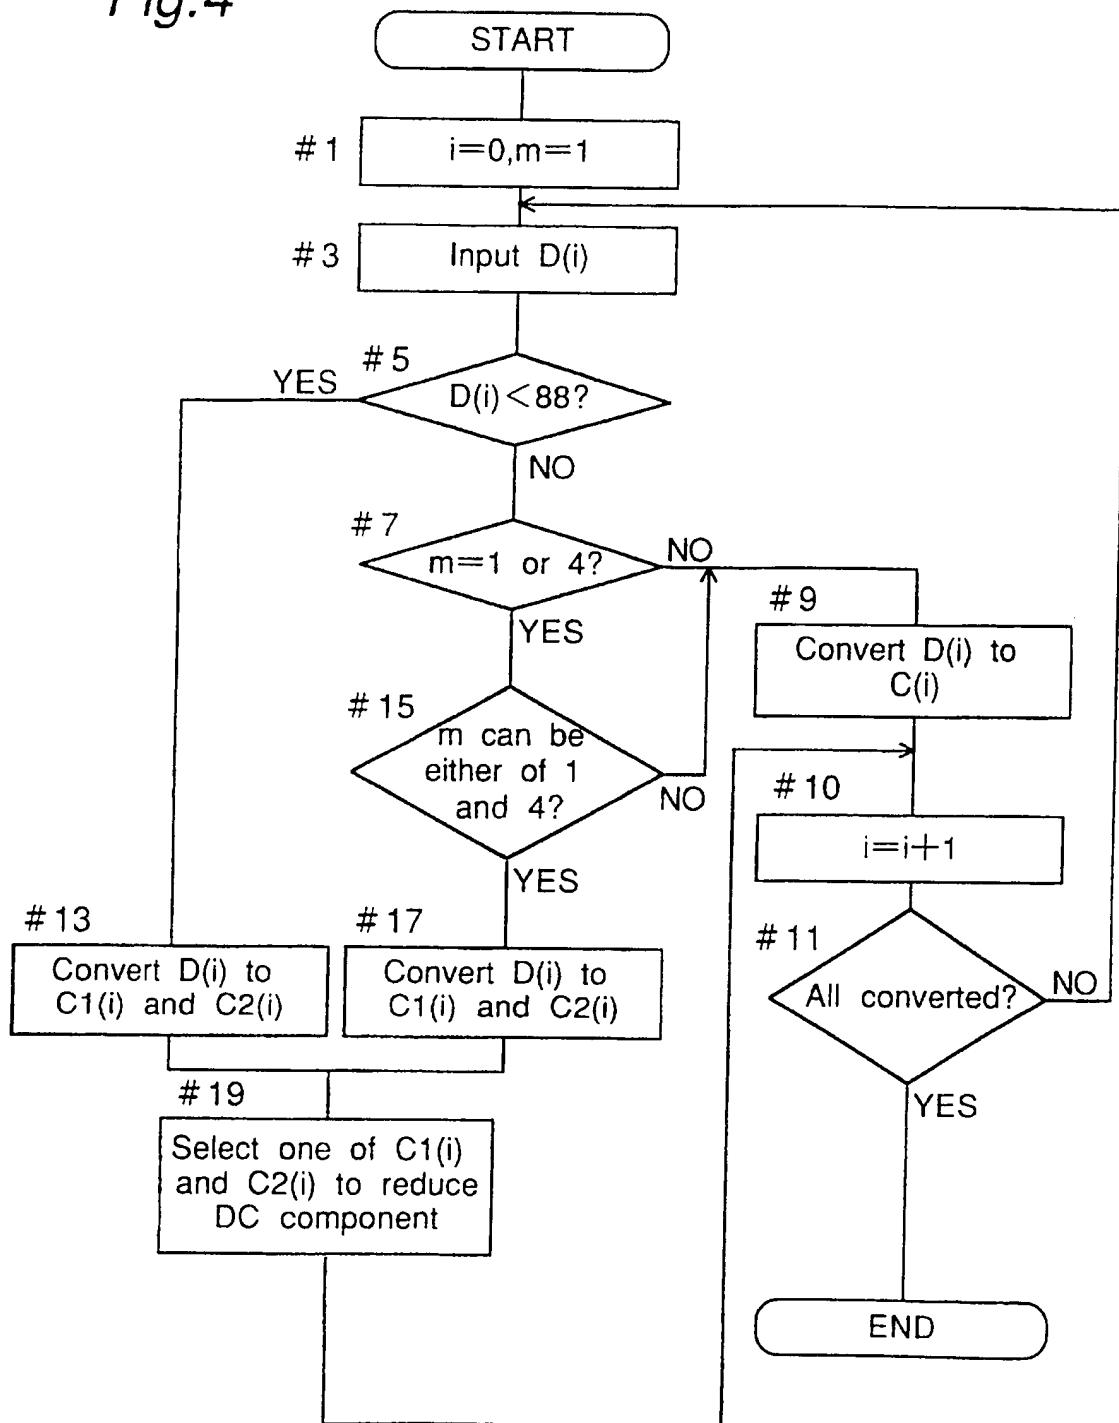 Fig.4
START
#1
i=0,m=1
#3
Input D(i)
#5
YES
D(i)<88?
NO
#7
m=1 or 4?
NO
YES
#9
Convert D(i) to
C(i)
#15
m can be
either of 1
and 4?
NO
YES
#10
i=i+1
#11
All converted?
NO
YES
#13
Convert D(i) to
C1(i) and C2(i)
#17
Convert D(i) to
C1(i) and C2(i)
#19
Select one of C1(i)
and C2(i) to reduce
DC component
END